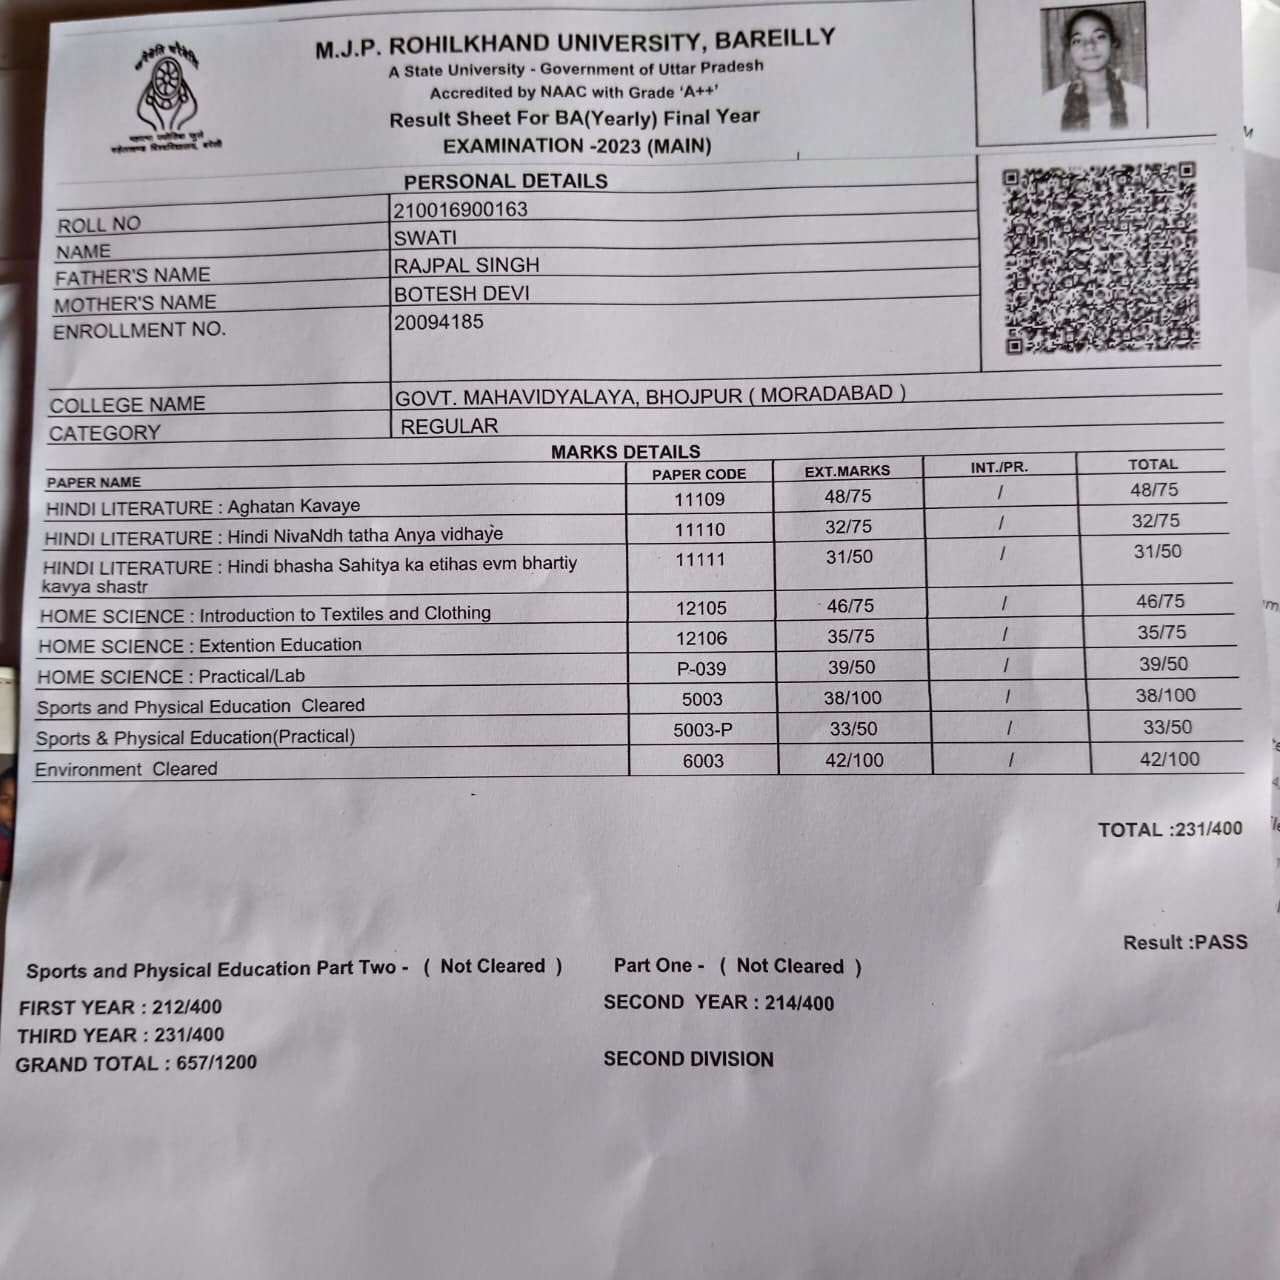 M.J.P. ROHILKHAND UNIVERSITY, BAREILLY
A State University - Government of Uttar Pradesh
Accredited by NAAC with Grade ‘A++’
Result Sheet For BA(Yearly) Final Year
EXAMINATION -2023 (MAIN)
PERSONAL DETAILS
ROLL NO 210016900163
NAME SWATI
FATHER'S NAME RAJPAL SINGH
MOTHER'S NAME BOTESH DEVI
ENROLLMENT NO. 20094185
COLLEGE NAME GOVT. MAHAVIDYALAYA, BHOJPUR ( MORADABAD )
CATEGORY REGULAR
MARKS DETAILS
PAPER NAME PAPER CODE EXT.MARKS INT./PR. TOTAL
HINDI LITERATURE : Aghatan Kavaye 11109 48/75 / 48/75
HINDI LITERATURE : Hindi NivaNdh tatha Anya vidhaye 11110 32/75 / 32/75
HINDI LITERATURE : Hindi bhasha Sahitya ka etihas evm bhartiy 11111 31/50 / 31/50
kavya shastr
HOME SCIENCE : Introduction to Textiles and Clothing 12105 46/75 / 46/75
HOME SCIENCE : Extention Education 12106 35/75 / 35/75
HOME SCIENCE : Practical/Lab P-039 39/50 / 39/50
Sports and Physical Education Cleared 5003 38/100 / 38/100
Sports & Physical Education(Practical) 5003-P 33/50 / 33/50
Environment Cleared 6003 42/100 / 42/100
TOTAL :231/400
Result :PASS
Sports and Physical Education Part Two - ( Not Cleared ) Part One - ( Not Cleared )
FIRST YEAR : 212/400 SECOND YEAR : 214/400
THIRD YEAR : 231/400
GRAND TOTAL : 657/1200 SECOND DIVISION